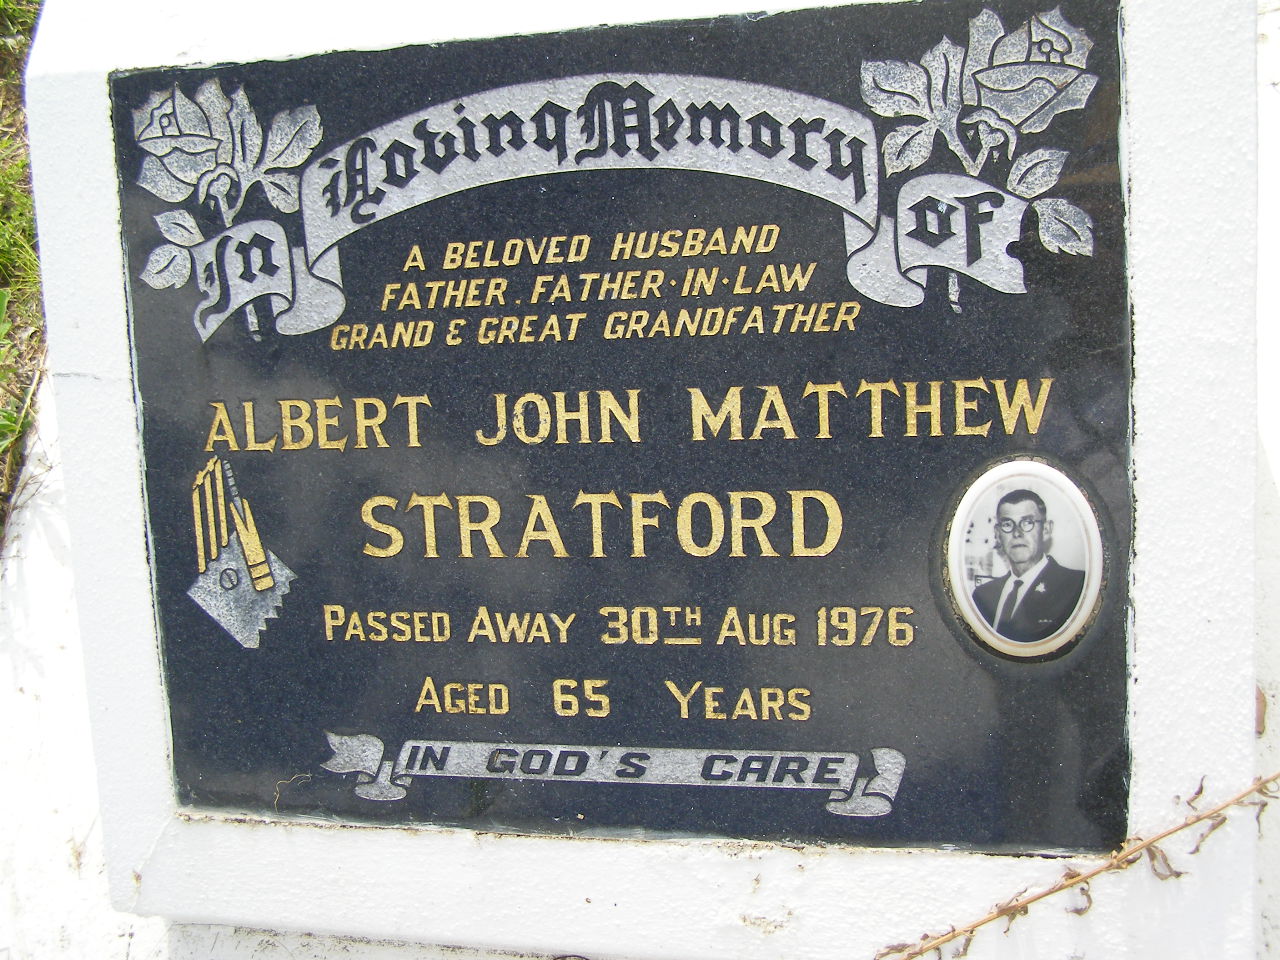 In Loving Memory of
A BELOVED HUSBAND
FATHER. FATHER·IN·LAW
GRAND & GREAT GRANDFATHER
ALBERT JOHN MATTHEW
STRATFORD
PASSED AWAY 30TH AUG 1976
AGED 65 YEARS
IN GOD'S CARE